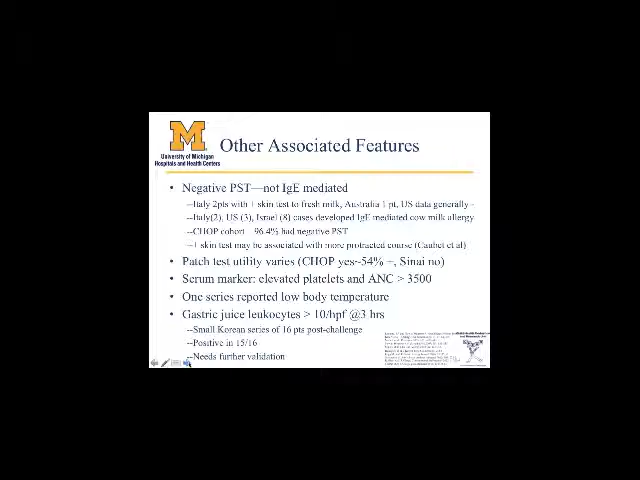 M
University of Michigan
Hospitals and Health Centers
Other Associated Features
• Negative PST—not IgE mediated
--Italy 2pts with + skin test to fresh milk, Australia 1 pt, US data generally -
--Italy(2), US (3), Israel (8) cases developed IgE mediated cow milk allergy
--CHOP cohort – 96.4% had negative PST
--+ skin test may be associated with more protracted course (Caubet et al)
• Patch test utility varies (CHOP yes~54% +, Sinai no)
• Serum marker: elevated platelets and ANC > 3500
• One series reported low body temperature
• Gastric juice leukocytes > 10/hpf @3 hrs
--Small Korean series of 16 pts post-challenge
--Positive in 15/16
--Needs further validation